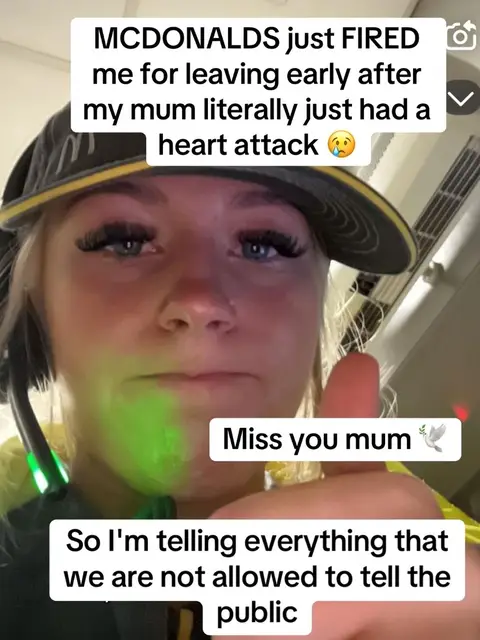 MCDONALDS just FIRED
me for leaving early after
my mum literally just had a
heart attack 😢
Miss you mum 🕊️
So I'm telling everything that
we are not allowed to tell the
public